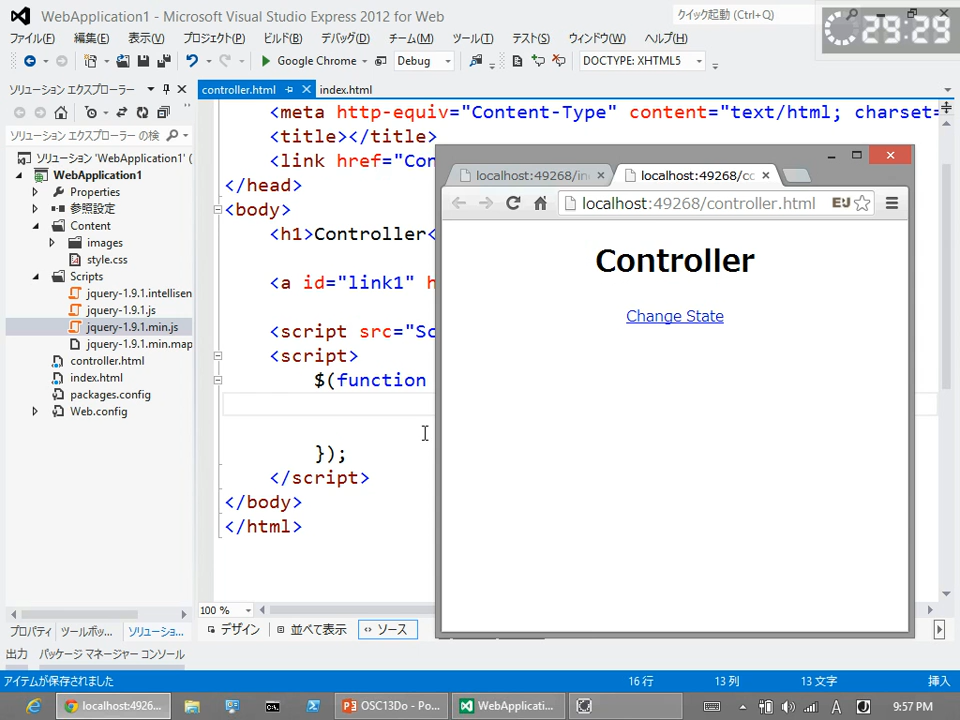 WebApplication1 - Microsoft Visual Studio Express 2012 for Web
クイック起動 (Ctrl+Q)
29:29
ファイル(F) 編集(E) 表示(V) プロジェクト(P) ビルド(B) デバッグ(D) チーム(M) ツール(T) テスト(S) ウィンドウ(W) ヘルプ(H)
Google Chrome Debug DOCTYPE: XHTML5
ソリューション エクスプローラー
controller.html index.html
ソリューション エクスプローラー の検
ソリューション 'WebApplication1' (
WebApplication1
Properties
参照設定
Content
images
style.css
Scripts
jquery-1.9.1.intellisen
jquery-1.9.1.js
jquery-1.9.1.min.js
jquery-1.9.1.min.map
controller.html
index.html
packages.config
Web.config
<meta http-equiv="Content-Type" content="text/html; charset=
<title></title>
<link href="Con
</head>
<body>
<h1>Controller<
<a id="link1" h
<script src="Sc
<script>
$(function
});
</script>
</body>
</html>
localhost:49268/in
localhost:49268/cc
localhost:49268/controller.html
EU
Controller
Change State
100 %
デザイン 並べて表示 ソース
プロパティ ツールボッ... ソリューショ...
出力 パッケージ マネージャー コンソール
アイテムが保存されました 16 行 13 列 13 文字 挿入
localhost:4926... OSC13Do - Po... WebApplicatio... A 9:57 PM